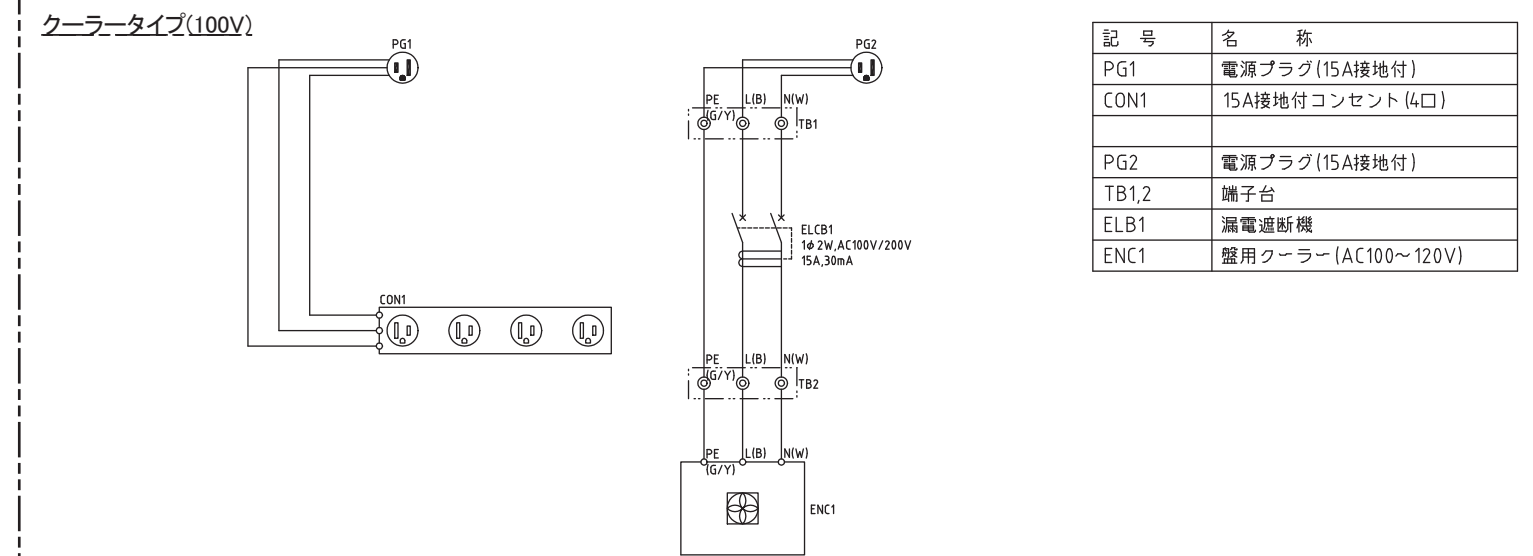 クーラータイプ(100V)
PG1
CON1
PG2
PE L(B) N(W)
(G/Y)
TB1
ELCB1
1φ2W,AC100V/200V
15A,30mA
PE L(B) N(W)
(G/Y)
TB2
PE L(B) N(W)
(G/Y)
ENC1
記 号 名 称
PG1 電源プラグ(15A接地付)
CON1 15A接地付コンセント(4口)
PG2 電源プラグ(15A接地付)
TB1,2 端子台
ELB1 漏電遮断機
ENC1 盤用クーラー(AC100～120V)